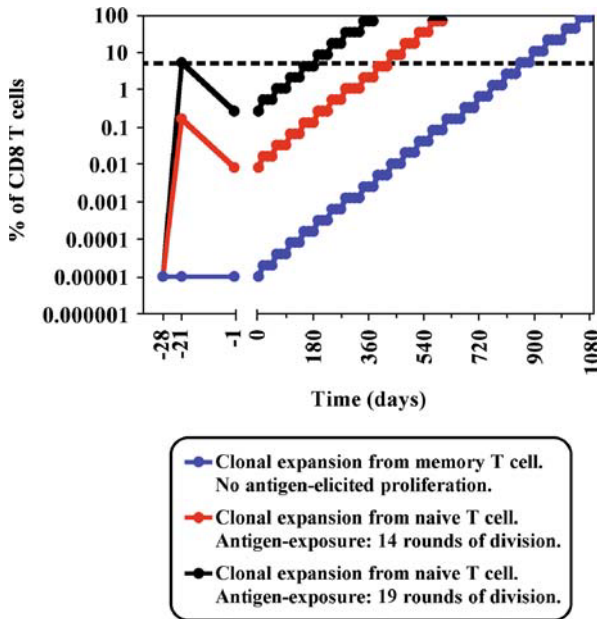 % of CD8 T cells
100
10
1
0.1
0.01
0.001
0.0001
0.00001
0.000001
-28
-21
-1
0
180
360
540
720
900
1080
Time (days)
Clonal expansion from memory T cell.
No antigen-elicited proliferation.
Clonal expansion from naive T cell.
Antigen-exposure: 14 rounds of division.
Clonal expansion from naive T cell.
Antigen-exposure: 19 rounds of division.